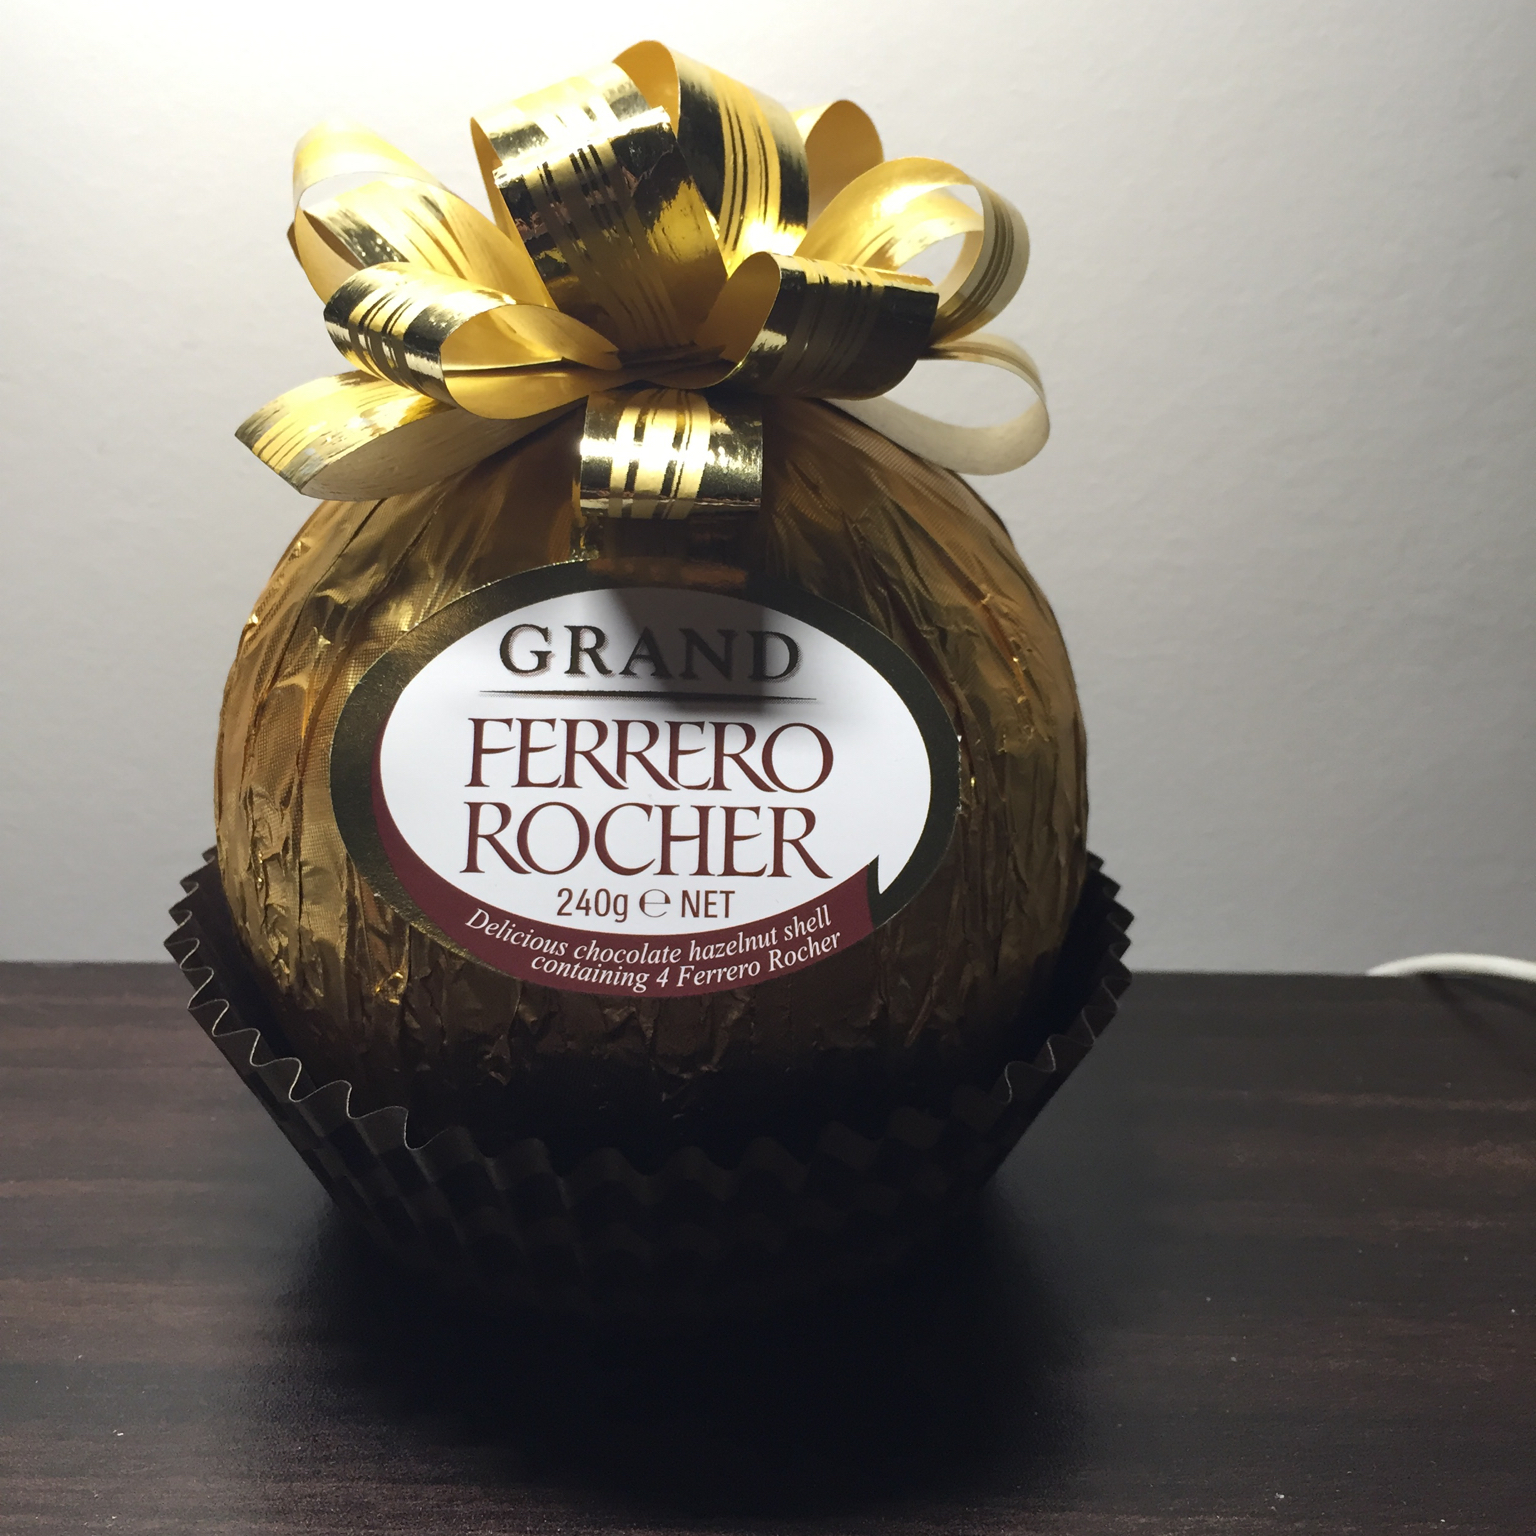 GRAND
FERRERO
ROCHER
240g ℮ NET
Delicious chocolate hazelnut shell
containing 4 Ferrero Rocher